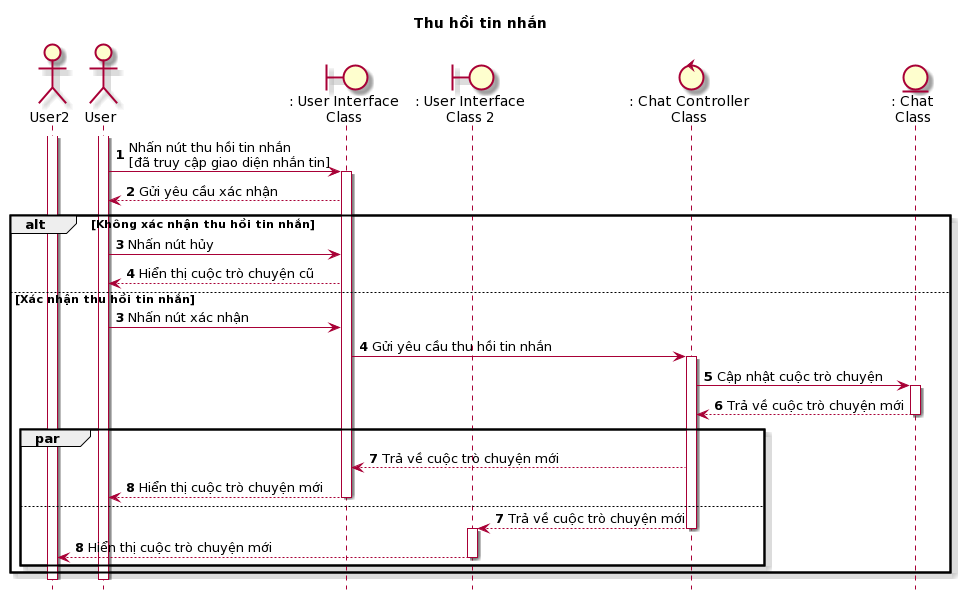 Thu hồi tin nhắn
User2
User
: User Interface
Class
: User Interface
Class 2
: Chat Controller
Class
: Chat
Class
1 Nhấn nút thu hồi tin nhắn
[đã truy cập giao diện nhắn tin]
2 Gửi yêu cầu xác nhận
alt [Không xác nhận thu hồi tin nhắn]
3 Nhấn nút hủy
4 Hiển thị cuộc trò chuyện cũ
[Xác nhận thu hồi tin nhắn]
3 Nhấn nút xác nhận
4 Gửi yêu cầu thu hồi tin nhắn
5 Cập nhật cuộc trò chuyện
6 Trả về cuộc trò chuyện mới
par
7 Trả về cuộc trò chuyện mới
8 Hiển thị cuộc trò chuyện mới
7 Trả về cuộc trò chuyện mới
8 Hiển thị cuộc trò chuyện mới